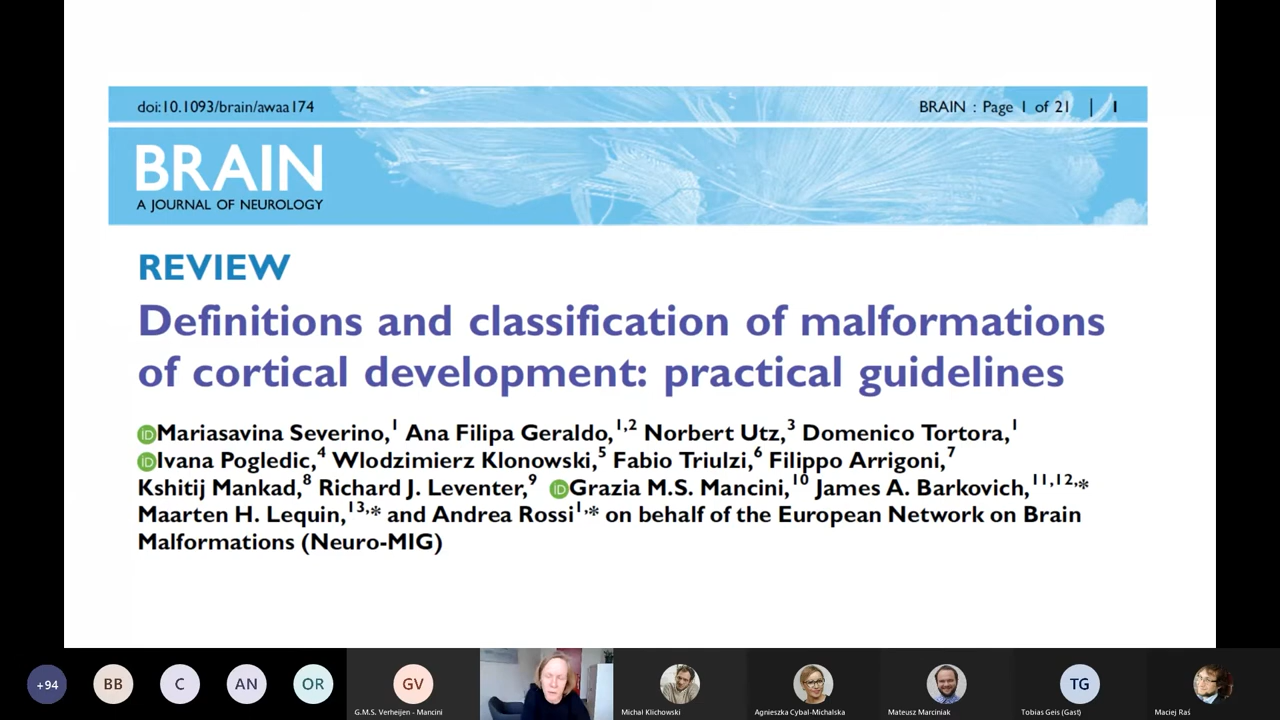 doi:10.1093/brain/awaa174
BRAIN : Page 1 of 21 | 1
BRAIN
A JOURNAL OF NEUROLOGY
REVIEW
Definitions and classification of malformations
of cortical development: practical guidelines
iD Mariasavina Severino,1 Ana Filipa Geraldo,1,2 Norbert Utz,3 Domenico Tortora,1
iD Ivana Pogledic,4 Wlodzimierz Klonowski,5 Fabio Triulzi,6 Filippo Arrigoni,7
Kshitij Mankad,8 Richard J. Leventer,9 iD Grazia M.S. Mancini,10 James A. Barkovich,11,12,*
Maarten H. Lequin,13,* and Andrea Rossi1,* on behalf of the European Network on Brain
Malformations (Neuro-MIG)
+94
BB
C
AN
OR
GV
TG
G.M.S. Verheijen - Mancini
Michał Klichowski
Agnieszka Cybal-Michalska
Mateusz Marciniak
Tobias Geis (Gast)
Maciej Raś